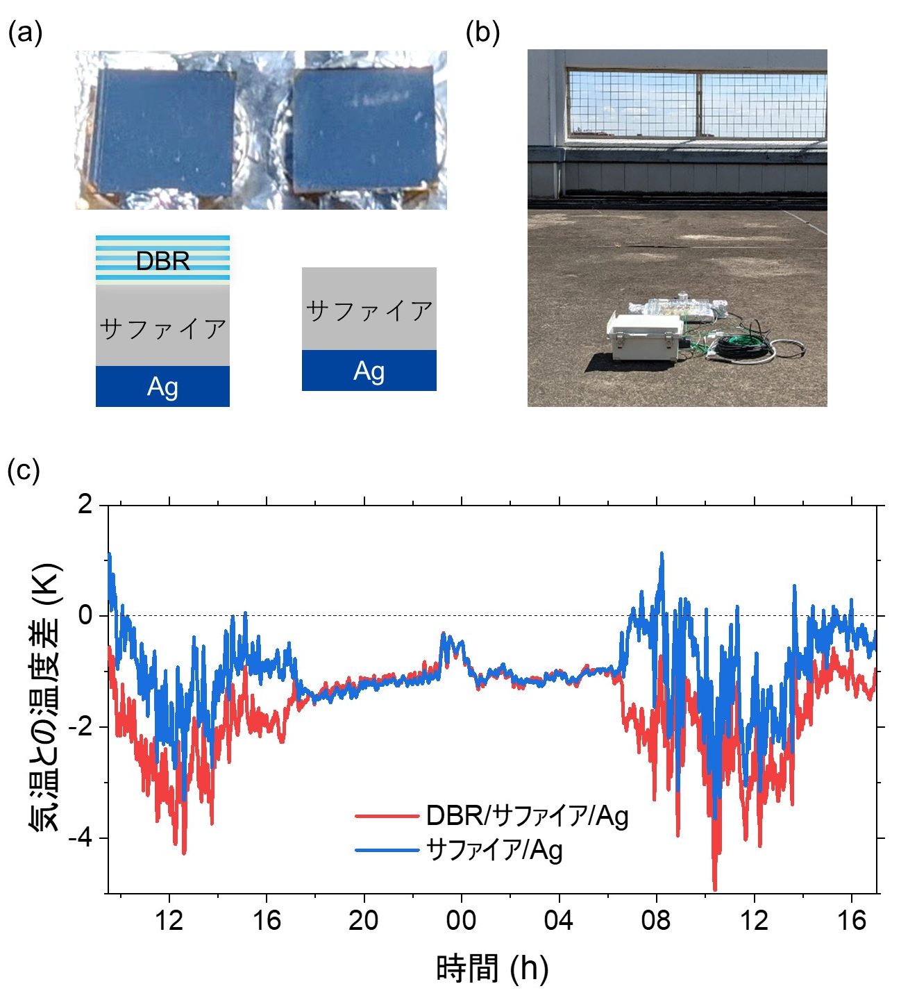 (a)
(b)
DBR
サファイア
Ag
サファイア
Ag
(c)
気温との温度差 (K)
2
0
-2
-4
DBR/サファイア/Ag
サファイア/Ag
12 16 20 00 04 08 12 16
時間 (h)